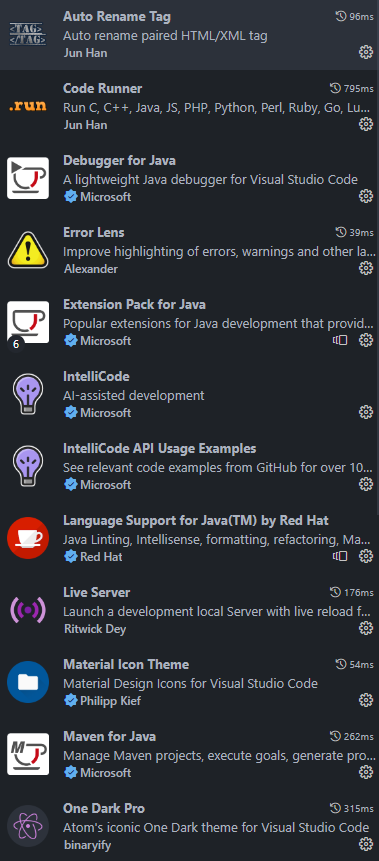 <TAG>
</TAG>
Auto Rename Tag
96ms
Auto rename paired HTML/XML tag
Jun Han
.run
Code Runner
795ms
Run C, C++, Java, JS, PHP, Python, Perl, Ruby, Go, Lu...
Jun Han
Debugger for Java
A lightweight Java debugger for Visual Studio Code
Microsoft
Error Lens
39ms
Improve highlighting of errors, warnings and other la...
Alexander
6
Extension Pack for Java
Popular extensions for Java development that provid...
Microsoft
IntelliCode
AI-assisted development
Microsoft
IntelliCode API Usage Examples
See relevant code examples from GitHub for over 10...
Microsoft
Language Support for Java(TM) by Red Hat
Java Linting, Intellisense, formatting, refactoring, Ma...
Red Hat
Live Server
176ms
Launch a development local Server with live reload f...
Ritwick Dey
Material Icon Theme
54ms
Material Design Icons for Visual Studio Code
Philipp Kief
M
Maven for Java
262ms
Manage Maven projects, execute goals, generate pro...
Microsoft
One Dark Pro
315ms
Atom's iconic One Dark theme for Visual Studio Code
binaryify